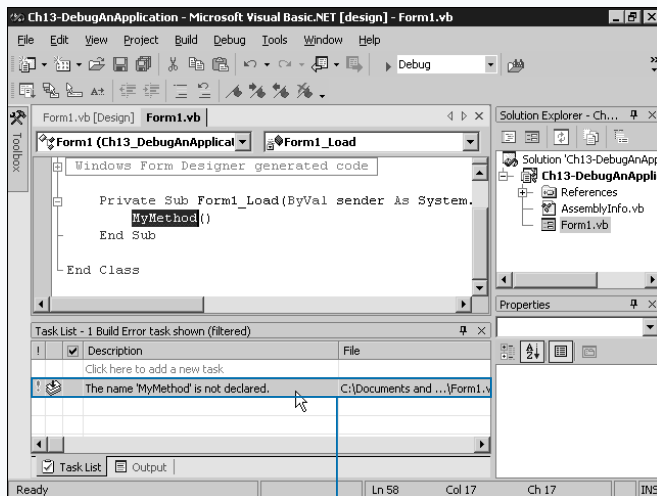 Ch13-DebugAnApplication - Microsoft Visual Basic.NET [design] - Form1.vb
File Edit View Project Build Debug Tools Window Help
Debug
Toolbox
Form1.vb [Design] Form1.vb
Form1 (Ch13_DebugAnApplicat Form1_Load
Windows Form Designer generated code
Private Sub Form1_Load(ByVal sender As System.
MyMethod()
End Sub
End Class
Solution Explorer - Ch...
Solution 'Ch13-DebugAnApp
Ch13-DebugAnAppli
References
AssemblyInfo.vb
Form1.vb
Properties
Task List - 1 Build Error task shown (filtered)
! Description File
Click here to add a new task
! The name 'MyMethod' is not declared. C:\Documents and ...\Form1.v
Task List Output
Ready Ln 58 Col 17 Ch 17 INS